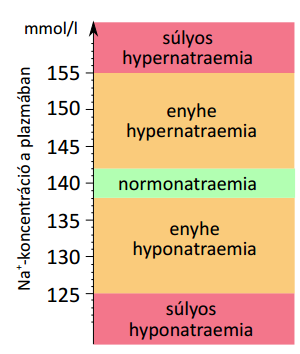 mmol/l
Na⁺-koncentráció a plazmában
155
150
145
140
135
130
125
súlyos
hypernatraemia
enyhe
hypernatraemia
normonatraemia
enyhe
hyponatraemia
súlyos
hyponatraemia